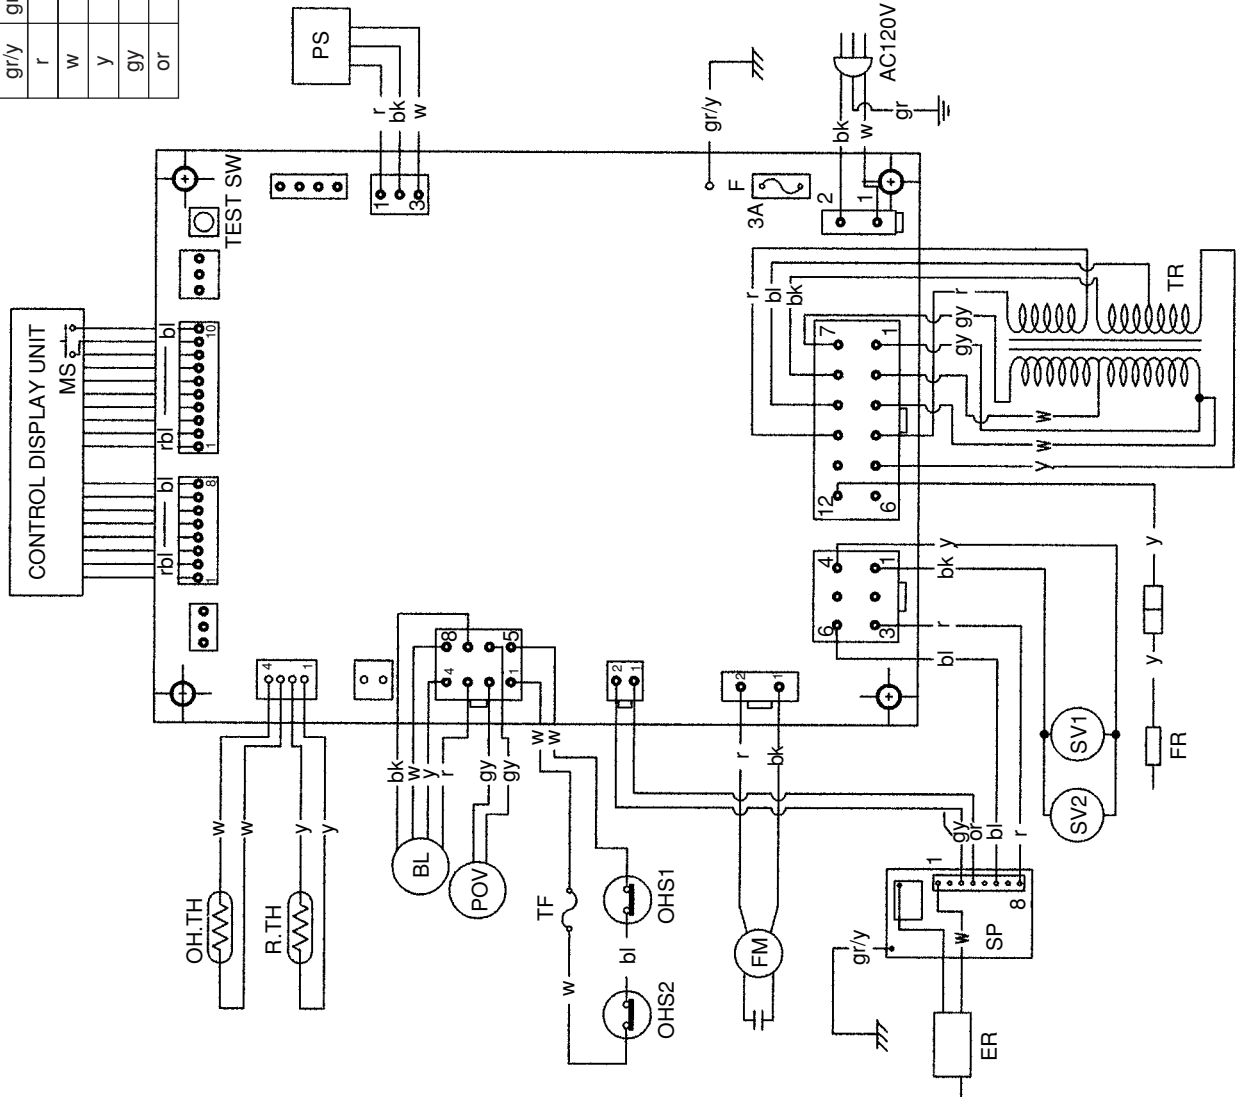 gr/y gr
r
w
y
gy
or
PS
r
bk
w
1
3
gr/y
AC120V
bk
w
gr
F
3A
2
1
TEST SW
CONTROL DISPLAY UNIT
MS
bl
10
rbl
1
bl
8
rbl
1
4
1
w
w
y
y
OH.TH
R.TH
8
4
5
1
bk
w
y
r
gy
gy
w
w
BL
POV
TF
w
OHS1
bl
OHS2
2
1
2
1
r
bk
FM
r
bl
bk
7
1
12
6
gy
gy
r
w
w
y
TR
4
1
6
3
bk
y
r
bl
y
y
FR
SV1
SV2
gy
or
bl
r
1
8
SP
w
gr/y
ER